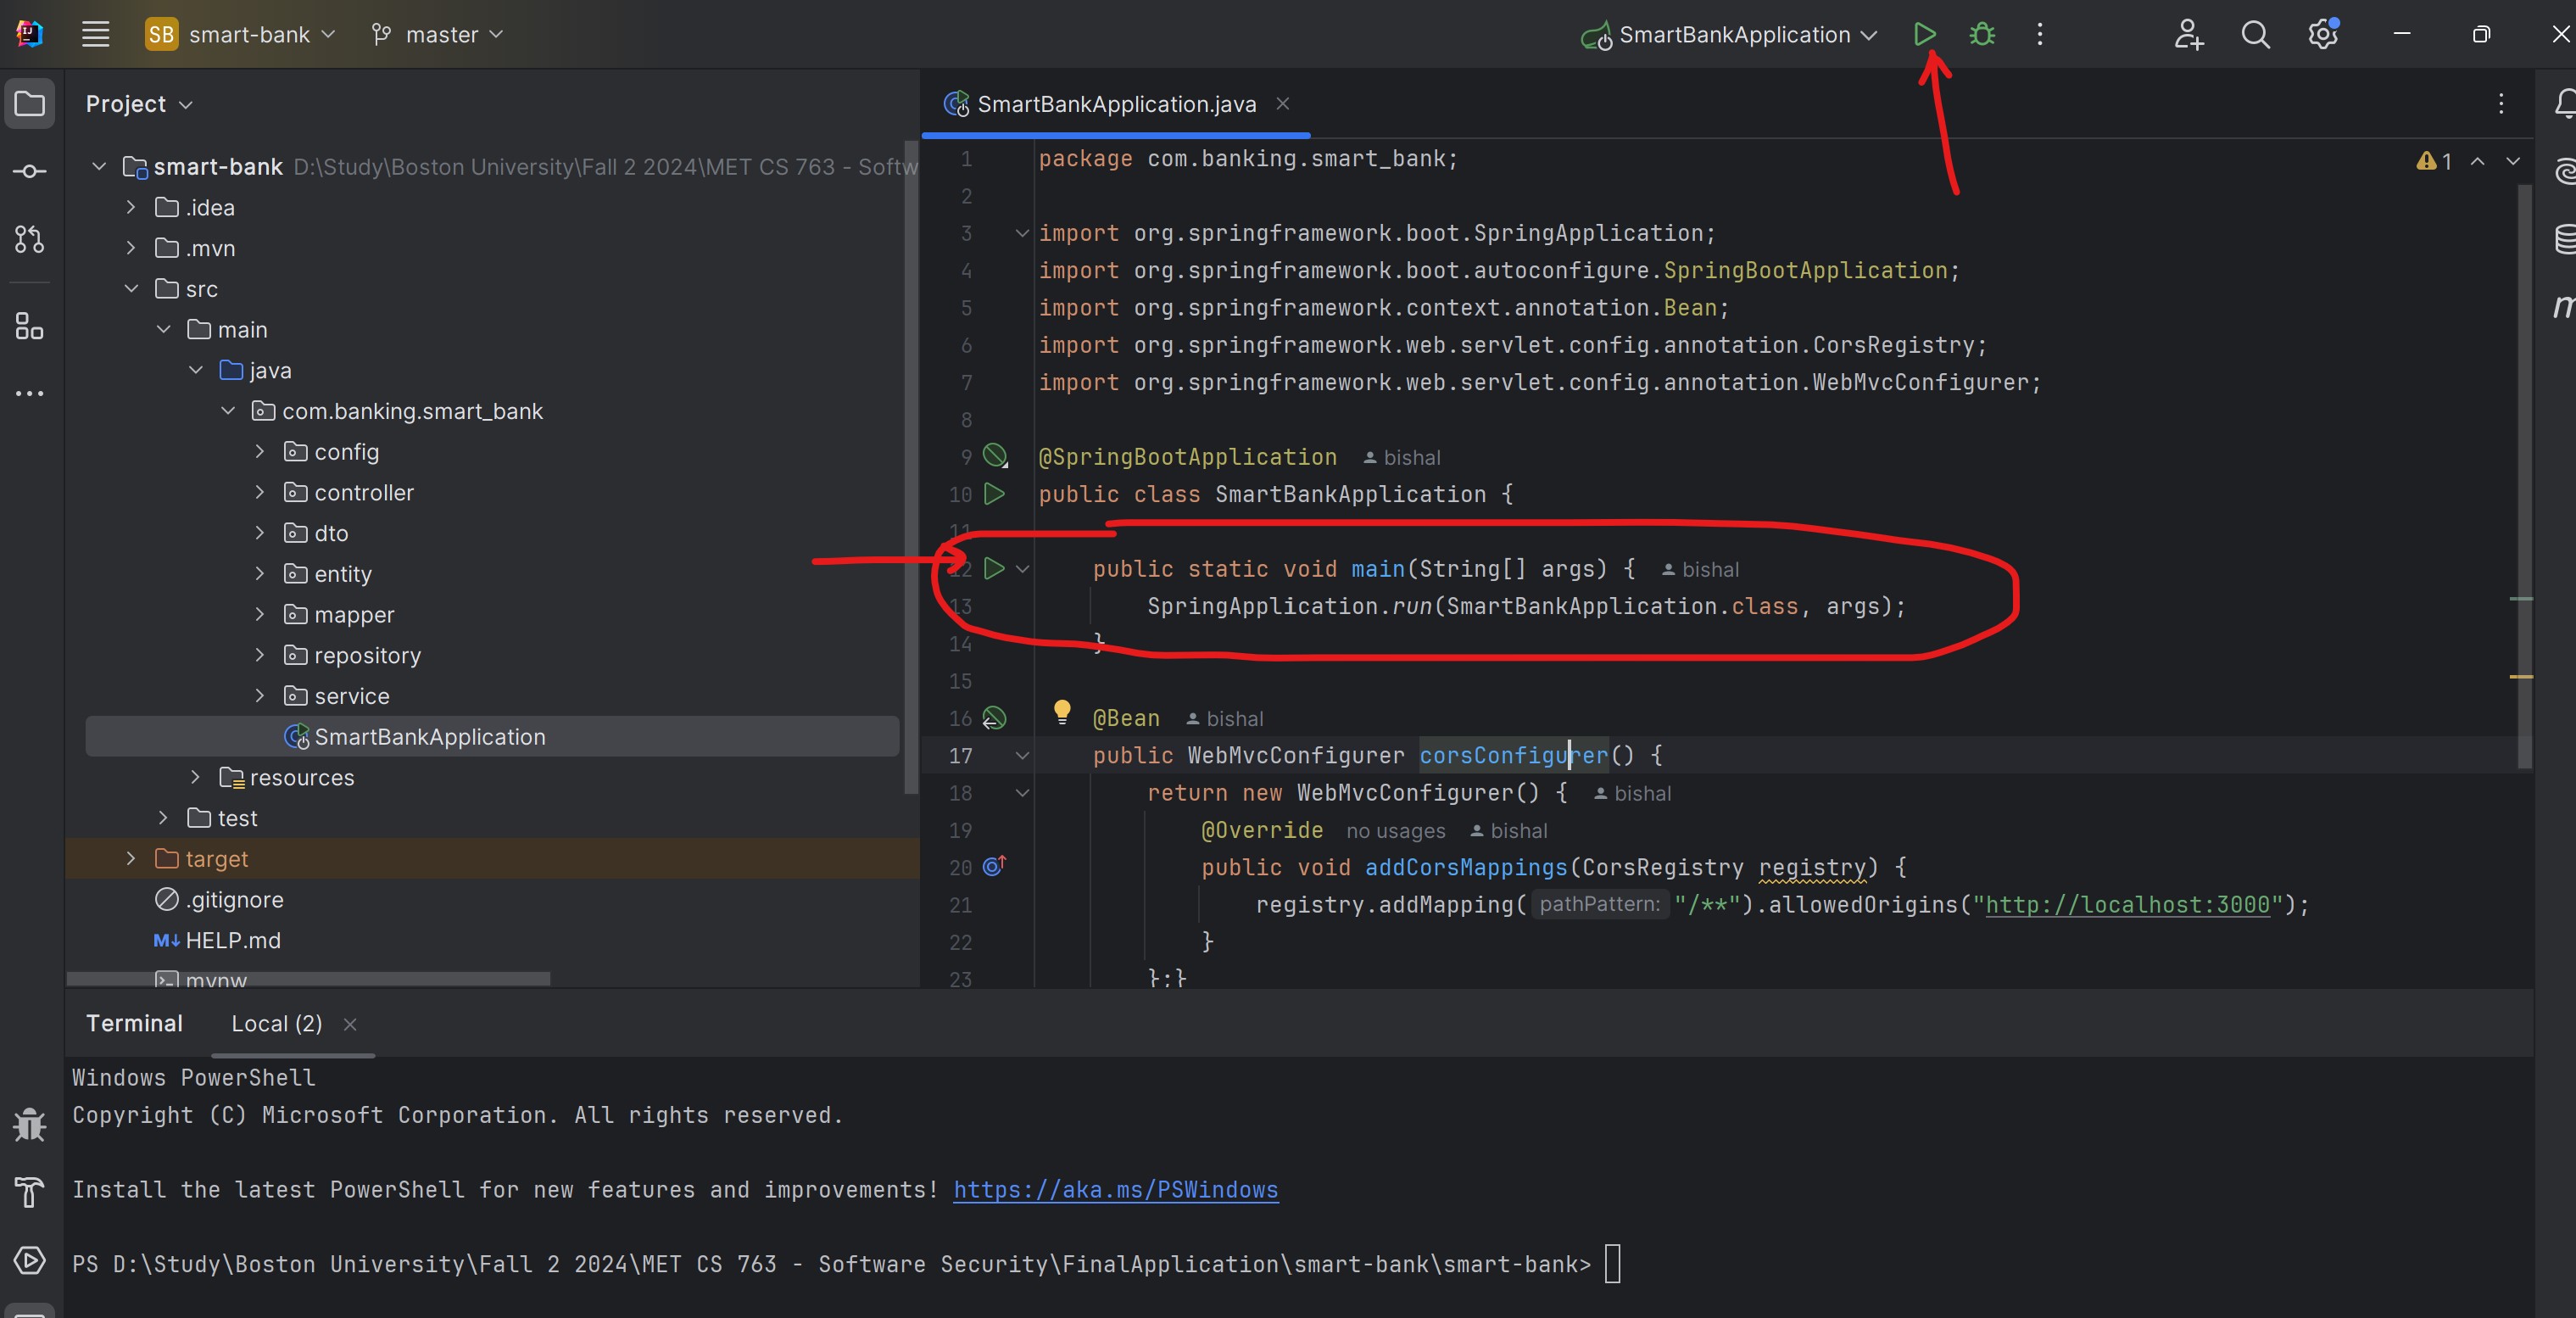 SB smart-bank master SmartBankApplication
Project
SmartBankApplication.java
smart-bank D:\Study\Boston University\Fall 2 2024\MET CS 763 - Softw
.idea
.mvn
src
main
java
com.banking.smart_bank
config
controller
dto
entity
mapper
repository
service
SmartBankApplication
resources
test
target
.gitignore
M↓ HELP.md
mvnw
1 package com.banking.smart_bank; 1
2
3 import org.springframework.boot.SpringApplication;
4 import org.springframework.boot.autoconfigure.SpringBootApplication;
5 import org.springframework.context.annotation.Bean;
6 import org.springframework.web.servlet.config.annotation.CorsRegistry;
7 import org.springframework.web.servlet.config.annotation.WebMvcConfigurer;
8
9 @SpringBootApplication bishal
10 public class SmartBankApplication {
11
12 public static void main(String[] args) { bishal
13 SpringApplication.run(SmartBankApplication.class, args);
14 }
15
16 @Bean bishal
17 public WebMvcConfigurer corsConfigurer() {
18 return new WebMvcConfigurer() { bishal
19 @Override no usages bishal
20 public void addCorsMappings(CorsRegistry registry) {
21 registry.addMapping( pathPattern: "/**").allowedOrigins("http://localhost:3000");
22 }
23 };}
Terminal Local (2)
Windows PowerShell
Copyright (C) Microsoft Corporation. All rights reserved.
Install the latest PowerShell for new features and improvements! https://aka.ms/PSWindows
PS D:\Study\Boston University\Fall 2 2024\MET CS 763 - Software Security\FinalApplication\smart-bank\smart-bank>